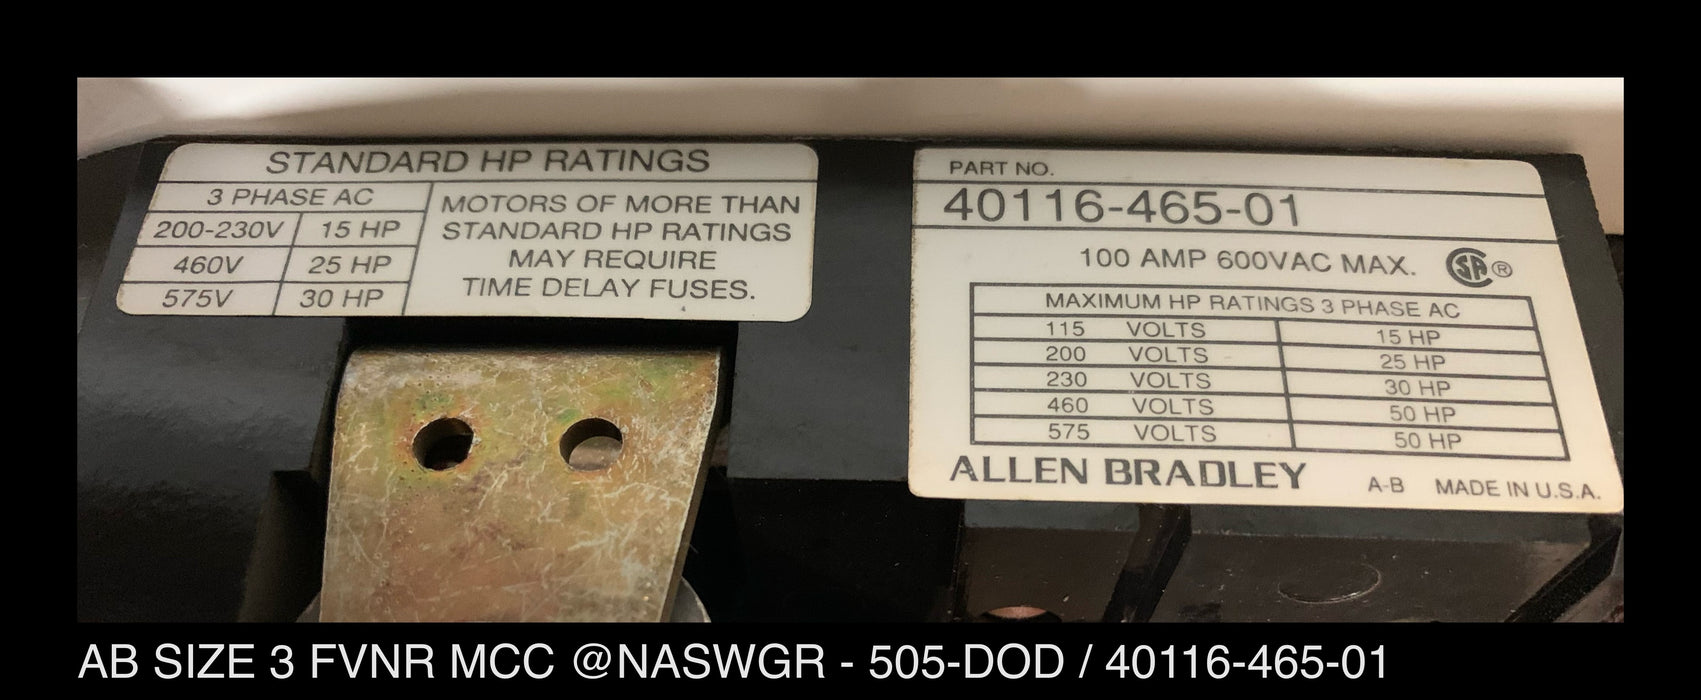 STANDARD HP RATINGS
3 PHASE AC
200-230V 15 HP
460V 25 HP
575V 30 HP
MOTORS OF MORE THAN
STANDARD HP RATINGS
MAY REQUIRE
TIME DELAY FUSES.
PART NO.
40116-465-01
100 AMP 600VAC MAX. SA ®
MAXIMUM HP RATINGS 3 PHASE AC
115 VOLTS 15 HP
200 VOLTS 25 HP
230 VOLTS 30 HP
460 VOLTS 50 HP
575 VOLTS 50 HP
ALLEN BRADLEY A-B MADE IN U.S.A.
AB SIZE 3 FVNR MCC @NASWGR - 505-DOD / 40116-465-01